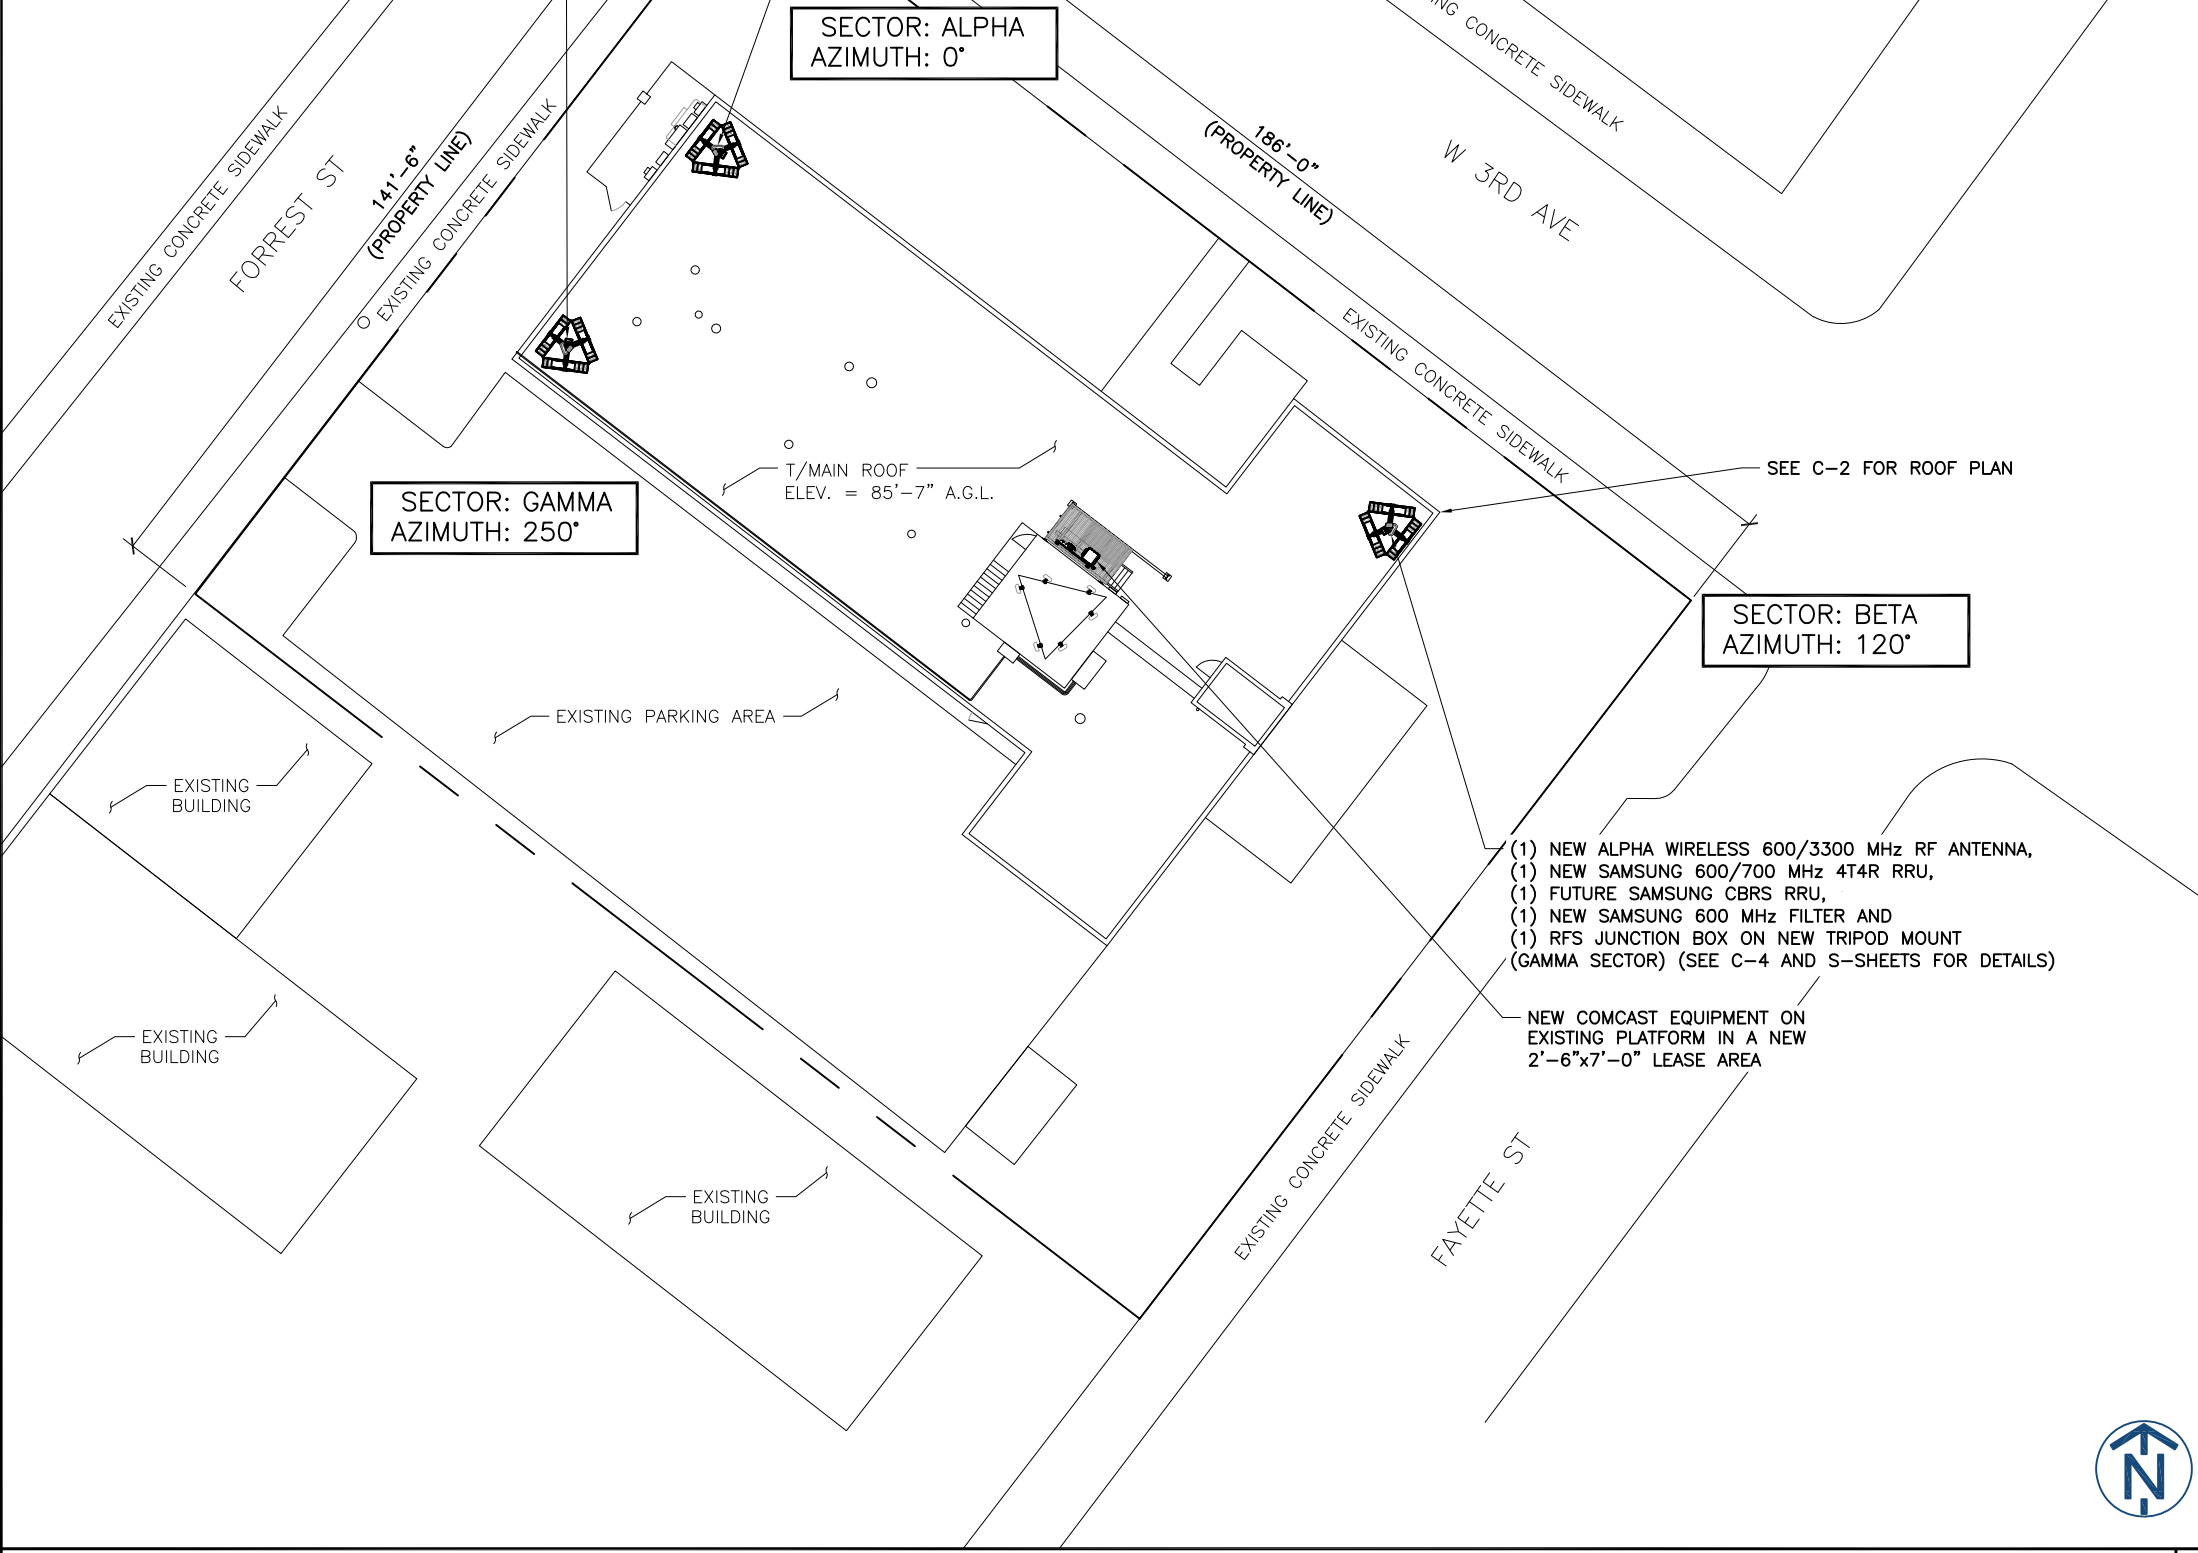 SECTOR: ALPHA
AZIMUTH: 0°
EXISTING CONCRETE SIDEWALK
FORREST ST
141'-6"
(PROPERTY LINE)
EXISTING CONCRETE SIDEWALK
186'-0"
(PROPERTY LINE)
CONCRETE SIDEWALK
W 3RD AVE
EXISTING CONCRETE SIDEWALK
T/MAIN ROOF
ELEV. = 85'-7" A.G.L.
SEE C-2 FOR ROOF PLAN
SECTOR: GAMMA
AZIMUTH: 250°
SECTOR: BETA
AZIMUTH: 120°
EXISTING PARKING AREA
EXISTING
BUILDING
(1) NEW ALPHA WIRELESS 600/3300 MHz RF ANTENNA,
(1) NEW SAMSUNG 600/700 MHz 4T4R RRU,
(1) FUTURE SAMSUNG CBRS RRU,
(1) NEW SAMSUNG 600 MHz FILTER AND
(1) RFS JUNCTION BOX ON NEW TRIPOD MOUNT
(GAMMA SECTOR) (SEE C-4 AND S-SHEETS FOR DETAILS)
NEW COMCAST EQUIPMENT ON
EXISTING PLATFORM IN A NEW
2'-6"x7'-0" LEASE AREA
EXISTING
BUILDING
EXISTING
BUILDING
EXISTING CONCRETE SIDEWALK
FAYETTE ST
N